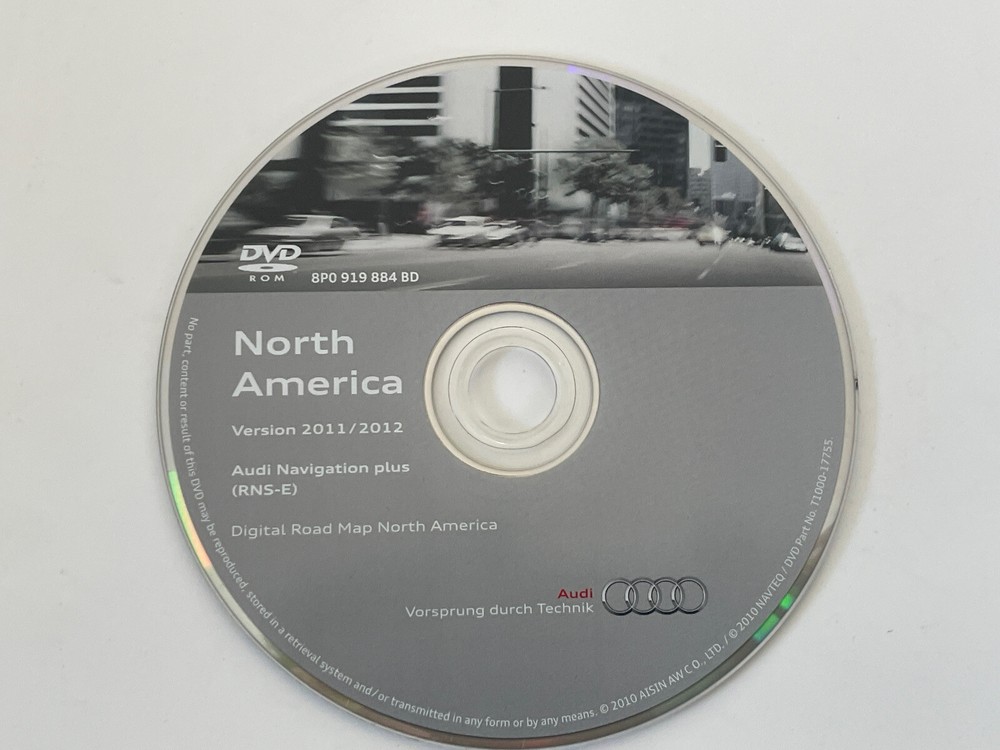 DVD
ROM
8P0 919 884 BD
North
America
Version 2011/2012
Audi Navigation plus
(RNS-E)
Digital Road Map North America
Audi
Vorsprung durch Technik
No part, content or result of this DVD may be reproduced, stored in a retrieval system and/or transmitted in any form or by any means. © 2010 AISIN AW CO., LTD. / © 2010 NAVTEQ / DVD Part No. T1000-17755